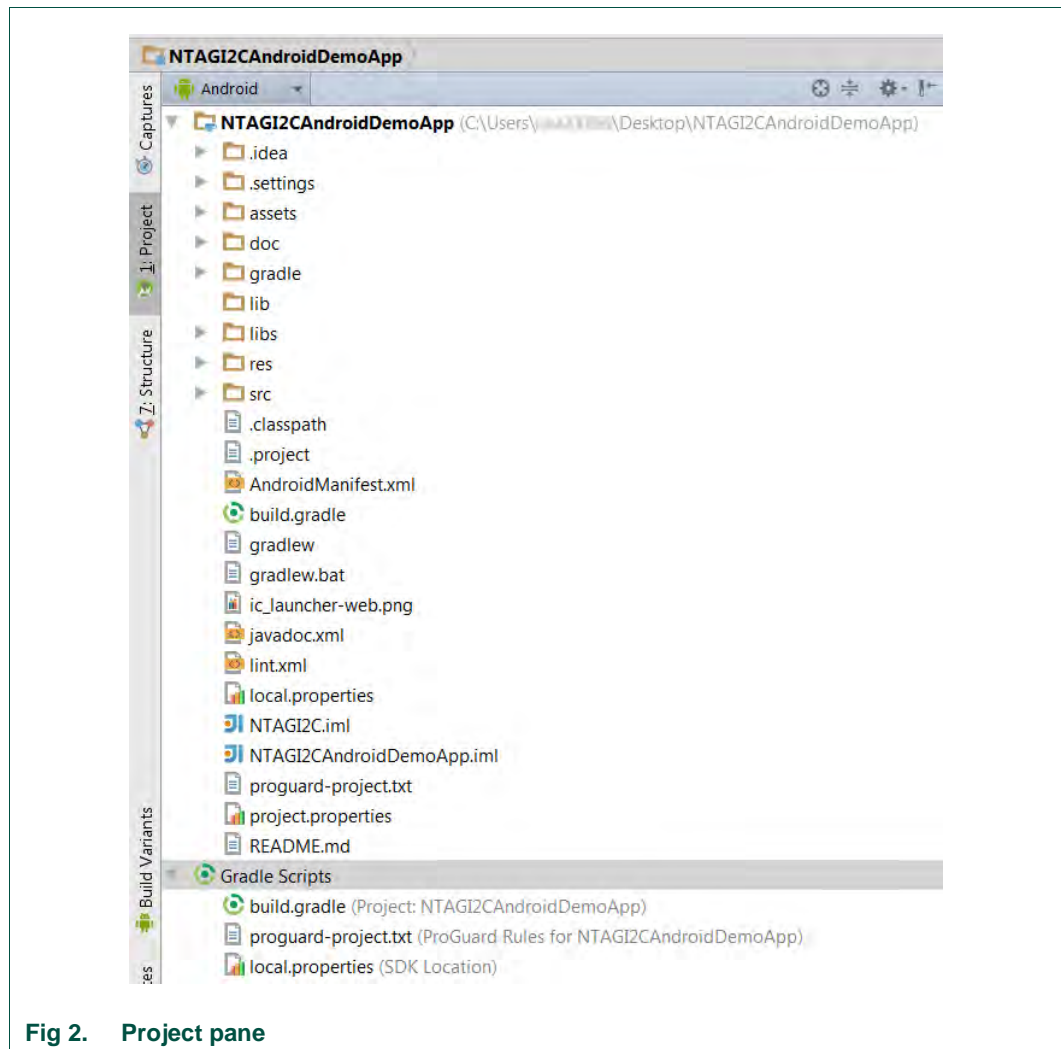 NTAGI2CAndroidDemoApp
Android
Captures
1: Project
7: Structure
Build Variants
NTAGI2CAndroidDemoApp (C:\Users\ \Desktop\NTAGI2CAndroidDemoApp)
.idea
.settings
assets
doc
gradle
lib
libs
res
src
.classpath
.project
AndroidManifest.xml
build.gradle
gradlew
gradlew.bat
ic_launcher-web.png
javadoc.xml
lint.xml
local.properties
NTAGI2C.iml
NTAGI2CAndroidDemoApp.iml
proguard-project.txt
project.properties
README.md
Gradle Scripts
build.gradle (Project: NTAGI2CAndroidDemoApp)
proguard-project.txt (ProGuard Rules for NTAGI2CAndroidDemoApp)
local.properties (SDK Location)
Fig 2. Project pane